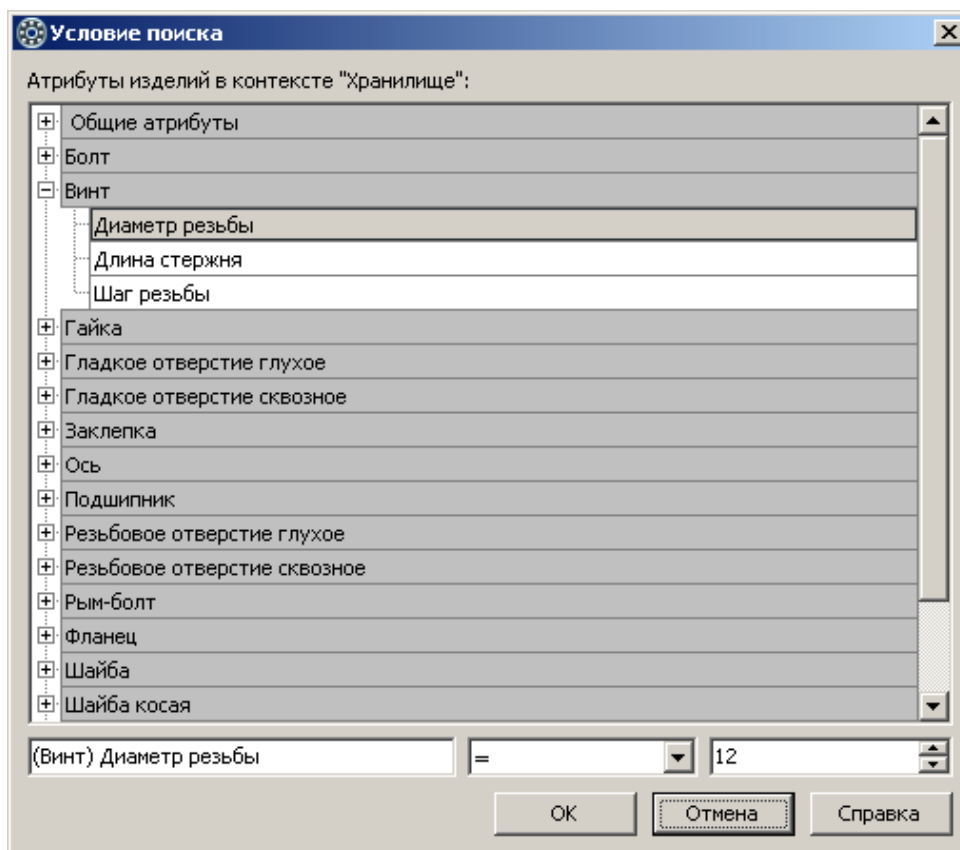 Условие поиска
Атрибуты изделий в контексте "Хранилище":
Общие атрибуты
Болт
Винт
Диаметр резьбы
Длина стержня
Шаг резьбы
Гайка
Гладкое отверстие глухое
Гладкое отверстие сквозное
Заклепка
Ось
Подшипник
Резьбовое отверстие глухое
Резьбовое отверстие сквозное
Рым-болт
Фланец
Шайба
Шайба косая
(Винт) Диаметр резьбы = 12
OK Отмена Справка